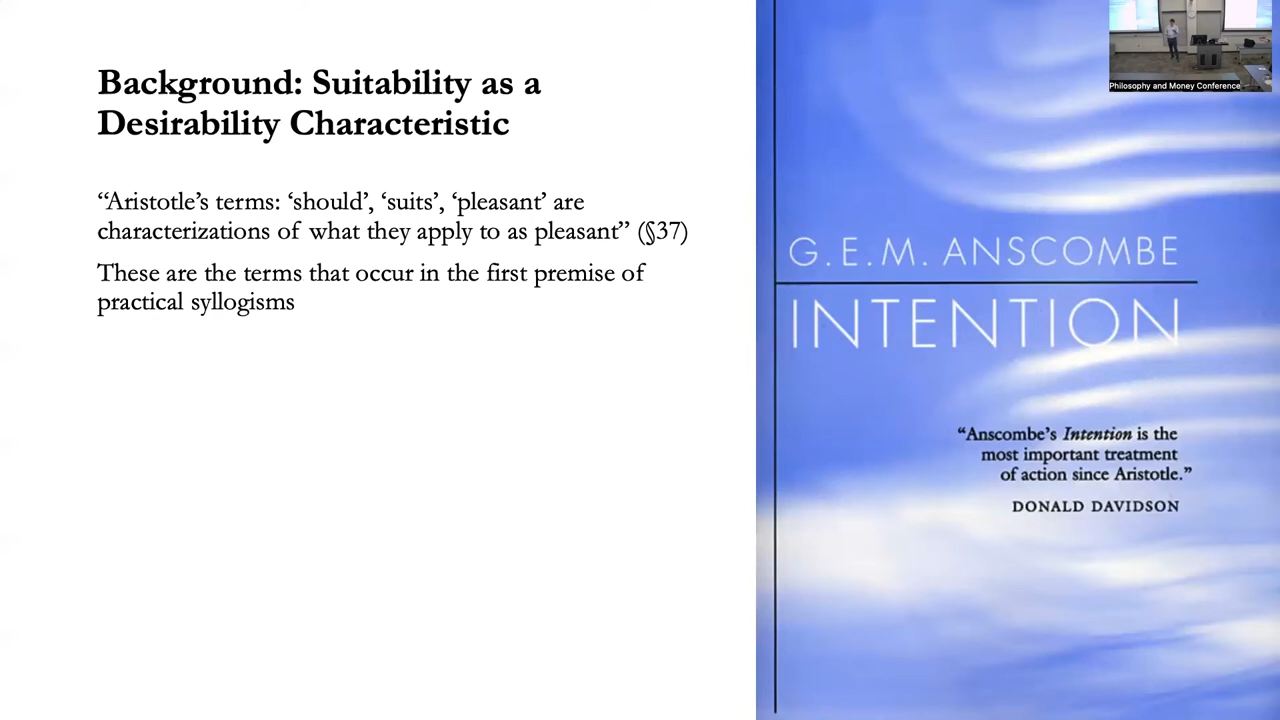 Background: Suitability as a
Desirability Characteristic
“Aristotle’s terms: ‘should’, ‘suits’, ‘pleasant’ are
characterizations of what they apply to as pleasant” (§37)
These are the terms that occur in the first premise of
practical syllogisms
Philosophy and Money Conference
G.E.M. ANSCOMBE
INTENTION
“Anscombe’s Intention is the
most important treatment
of action since Aristotle.”
DONALD DAVIDSON